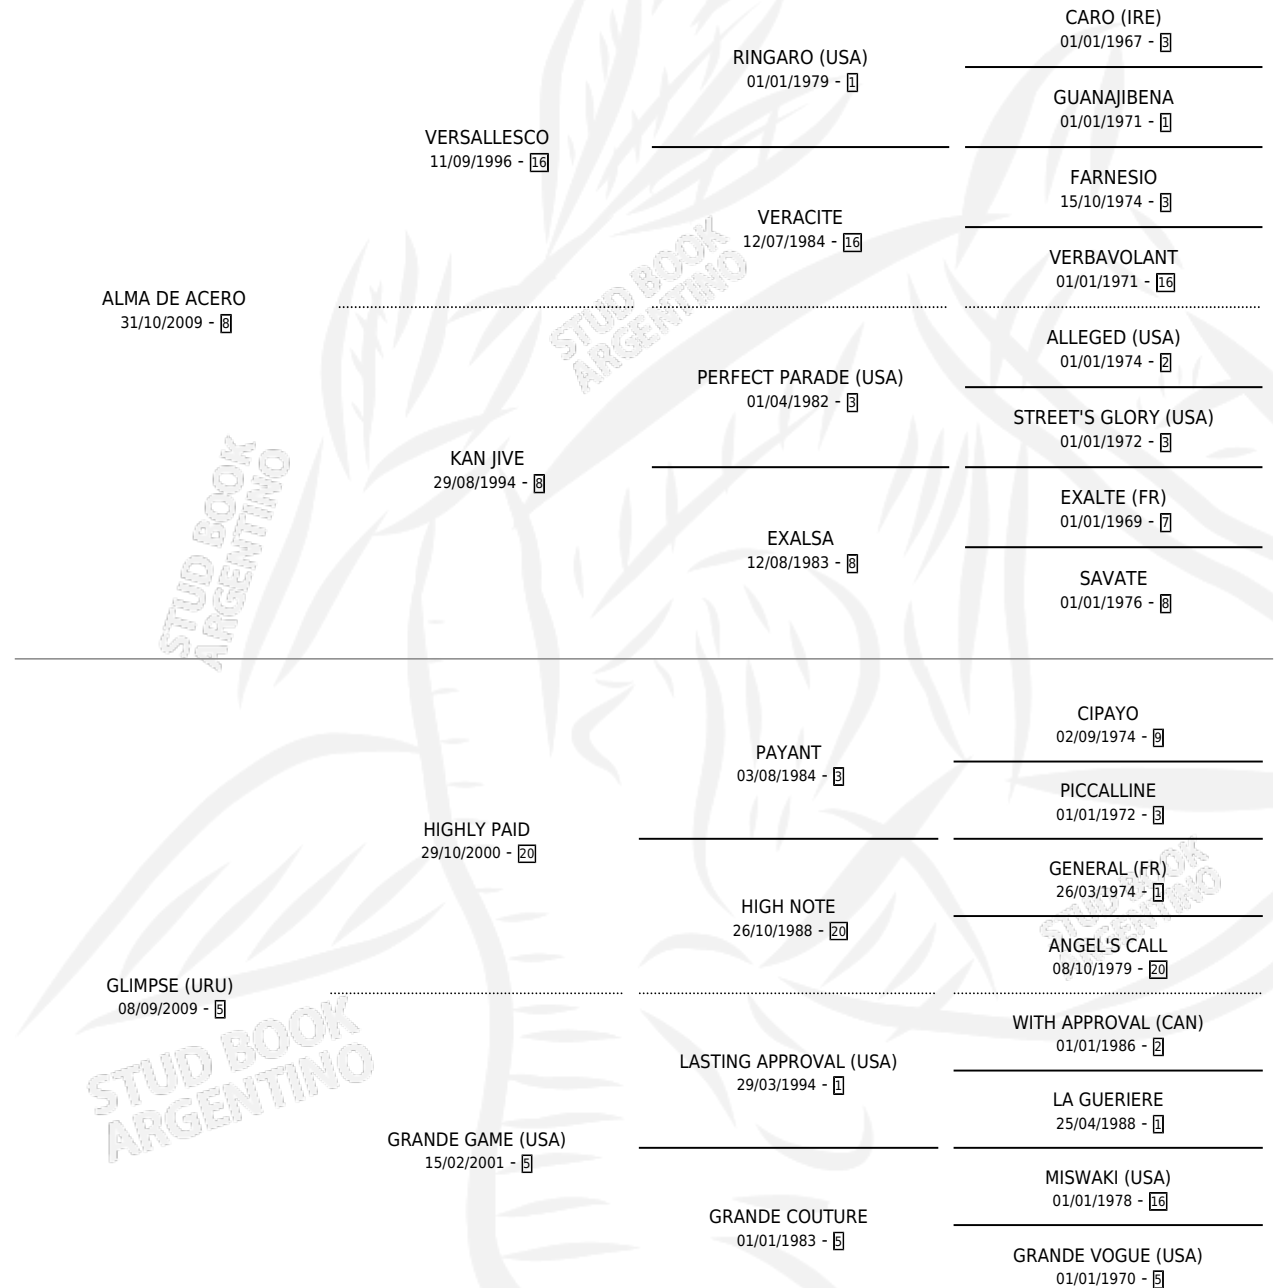 CARO (IRE)
01/01/1967 - 3
RINGARO (USA)
01/01/1979 - 1
GUANAJIBENA
01/01/1971 - 1
VERSALLESCO
11/09/1996 - 16
FARNESIO
15/10/1974 - 3
VERACITE
12/07/1984 - 16
VERBAVOLANT
01/01/1971 - 16
ALMA DE ACERO
31/10/2009 - 8
ALLEGED (USA)
01/01/1974 - 2
PERFECT PARADE (USA)
01/04/1982 - 3
STREET'S GLORY (USA)
01/01/1972 - 3
KAN JIVE
29/08/1994 - 8
EXALTE (FR)
01/01/1969 - 7
EXALSA
12/08/1983 - 8
SAVATE
01/01/1976 - 8
CIPAYO
02/09/1974 - 9
PAYANT
03/08/1984 - 3
PICCALLINE
01/01/1972 - 3
HIGHLY PAID
29/10/2000 - 20
GENERAL (FR)
26/03/1974 - 1
HIGH NOTE
26/10/1988 - 20
ANGEL'S CALL
08/10/1979 - 20
GLIMPSE (URU)
08/09/2009 - 5
WITH APPROVAL (CAN)
01/01/1986 - 2
LASTING APPROVAL (USA)
29/03/1994 - 1
LA GUERIERE
25/04/1988 - 1
GRANDE GAME (USA)
15/02/2001 - 5
MISWAKI (USA)
01/01/1978 - 16
GRANDE COUTURE
01/01/1983 - 5
GRANDE VOGUE (USA)
01/01/1970 - 5
STUD BOOK
ARGENTINO
STUD BOOK
ARGENTINO
STUD BOOK
ARGENTINO
STUD BOOK
ARGENTINO